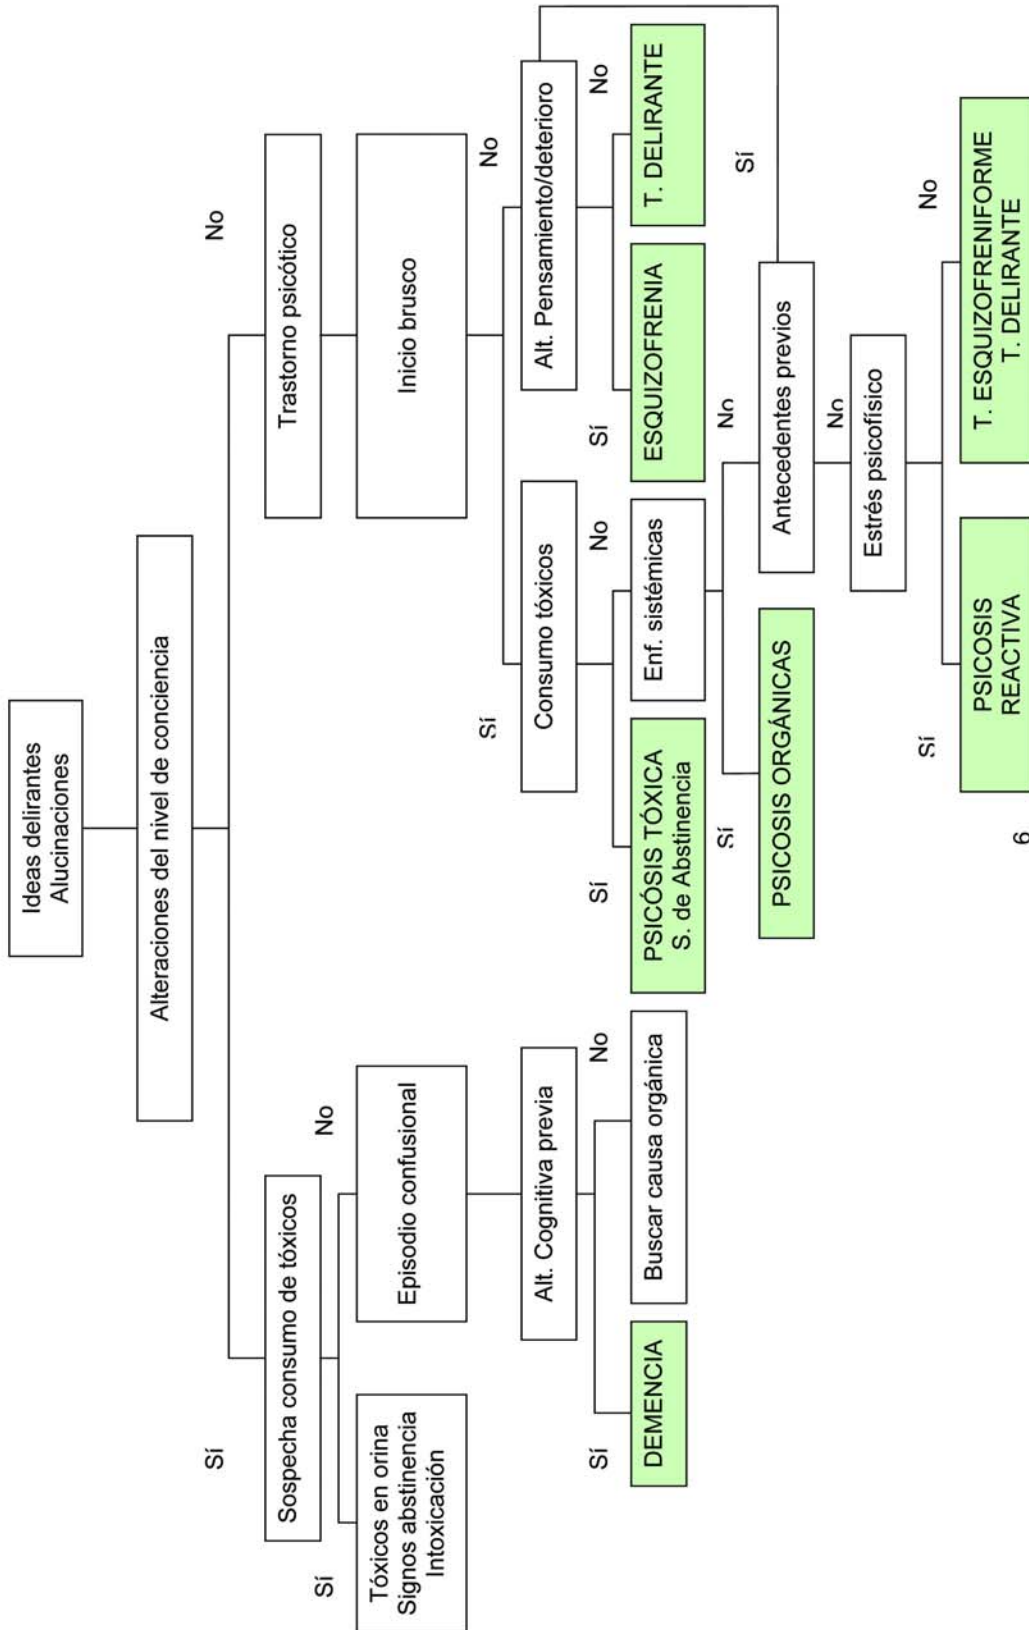 Ideas delirantes
Alucinaciones
Alteraciones del nivel de conciencia
Sí
No
Sospecha consumo de tóxicos
Trastorno psicótico
Sí
No
Tóxicos en orina
Signos abstinencia
Intoxicación
Episodio confusional
Inicio brusco
Sí
No
Alt. Cognitiva previa
Consumo tóxicos
Alt. Pensamiento/deterioro
Sí
No
Sí
No
Sí
No
DEMENCIA
Buscar causa orgánica
PSICÓSIS TÓXICA
S. de Abstinencia
Enf. sistémicas
ESQUIZOFRENIA
T. DELIRANTE
Sí
No
Sí
PSICOSIS ORGÁNICAS
Antecedentes previos
No
Estrés psicofísico
Sí
No
PSICOSIS
REACTIVA
T. ESQUIZOFRENIFORME
T. DELIRANTE
6